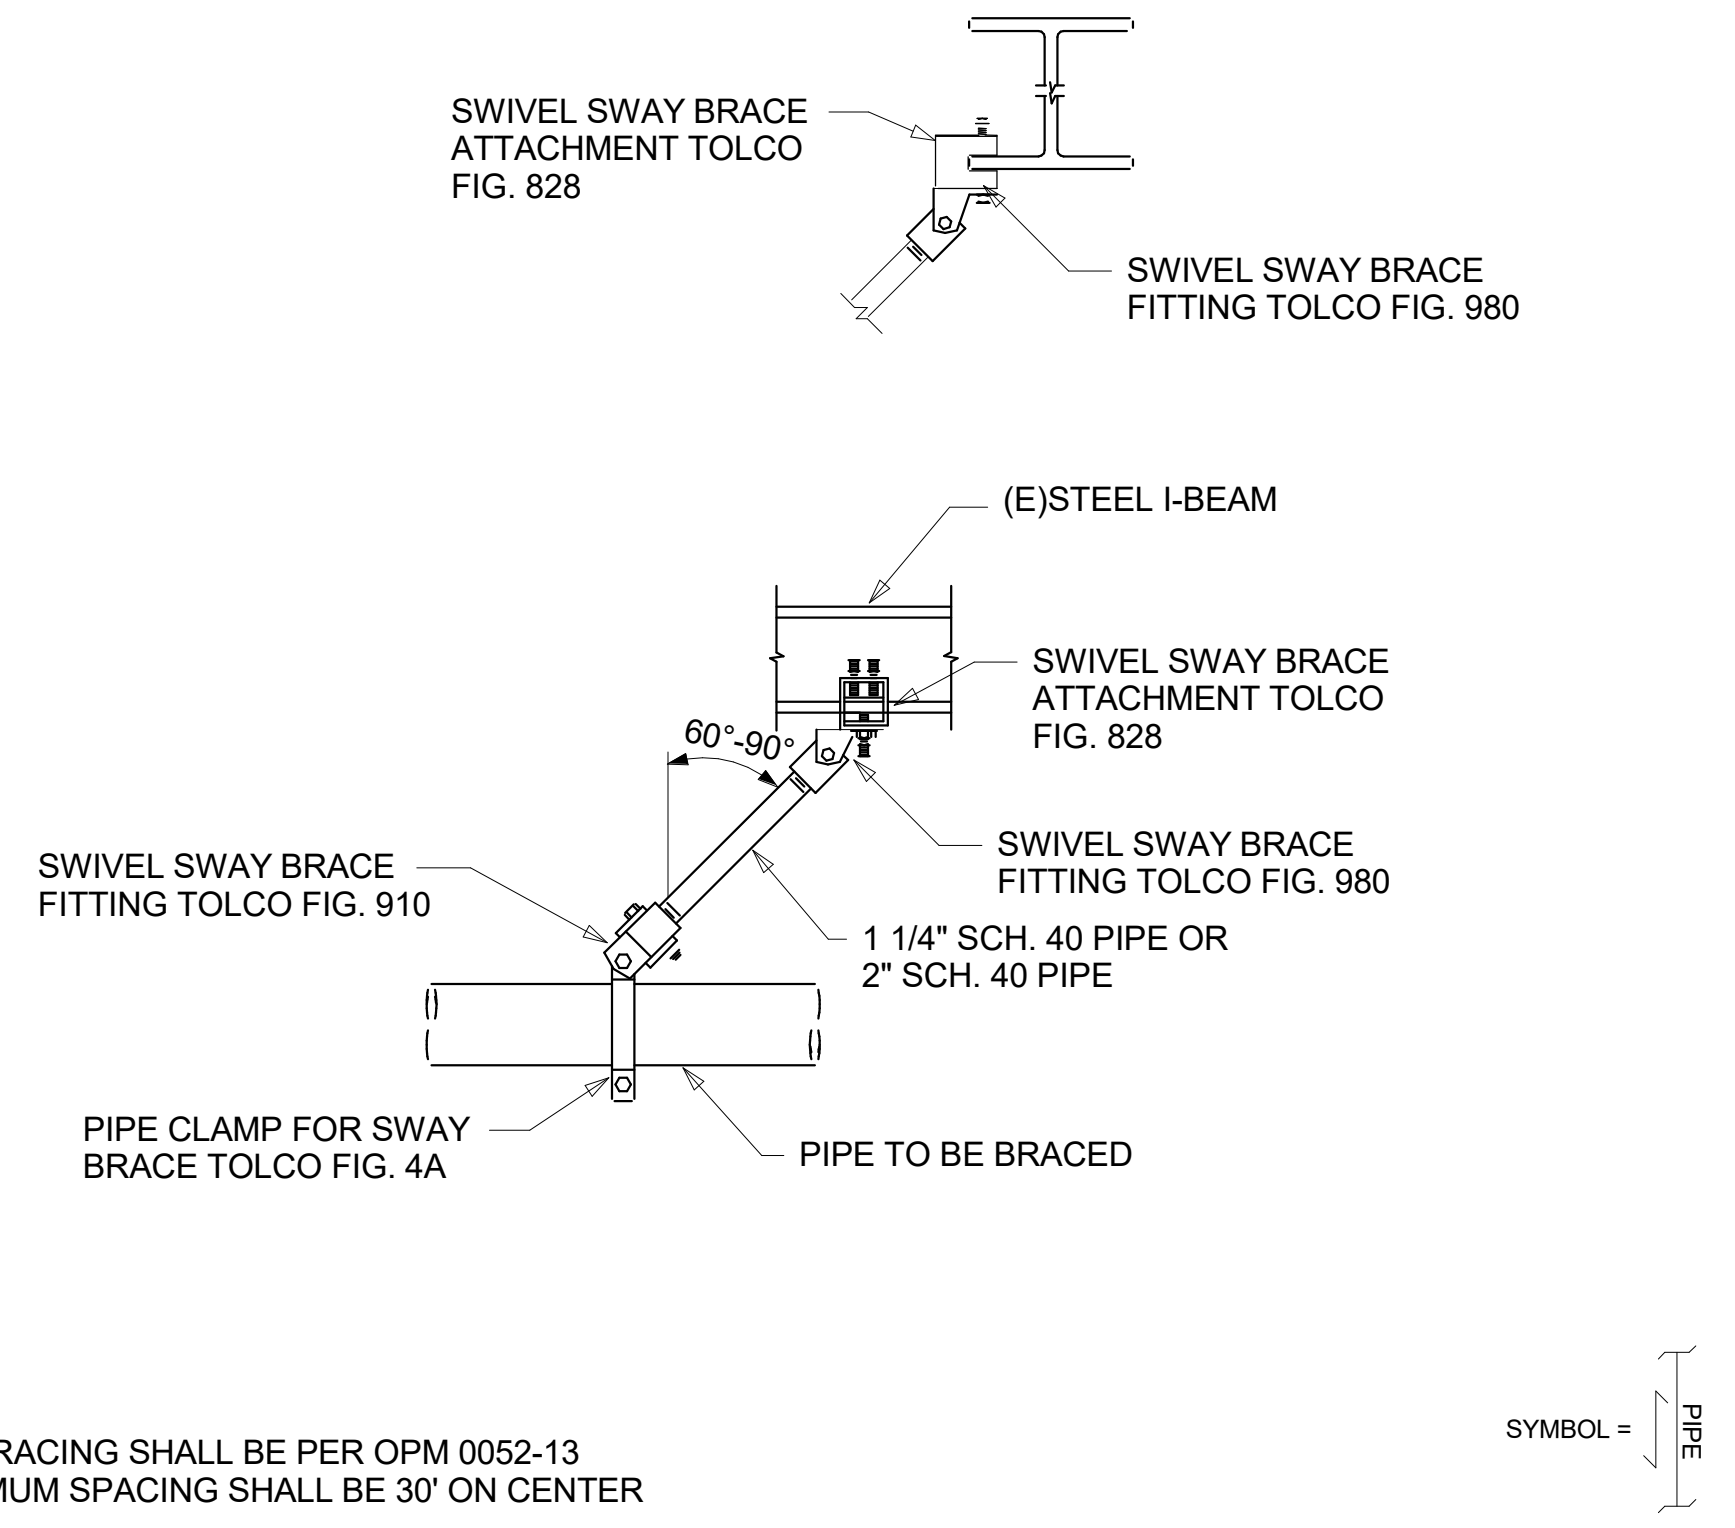 SWIVEL SWAY BRACE
ATTACHMENT TOLCO
FIG. 828
SWIVEL SWAY BRACE
FITTING TOLCO FIG. 980
(E)STEEL I-BEAM
SWIVEL SWAY BRACE
ATTACHMENT TOLCO
FIG. 828
60°-90°
SWIVEL SWAY BRACE
FITTING TOLCO FIG. 980
SWIVEL SWAY BRACE
FITTING TOLCO FIG. 910
1 1/4" SCH. 40 PIPE OR
2" SCH. 40 PIPE
PIPE CLAMP FOR SWAY
BRACE TOLCO FIG. 4A
PIPE TO BE BRACED
SYMBOL =
PIPE
RACING SHALL BE PER OPM 0052-13
MUM SPACING SHALL BE 30' ON CENTER